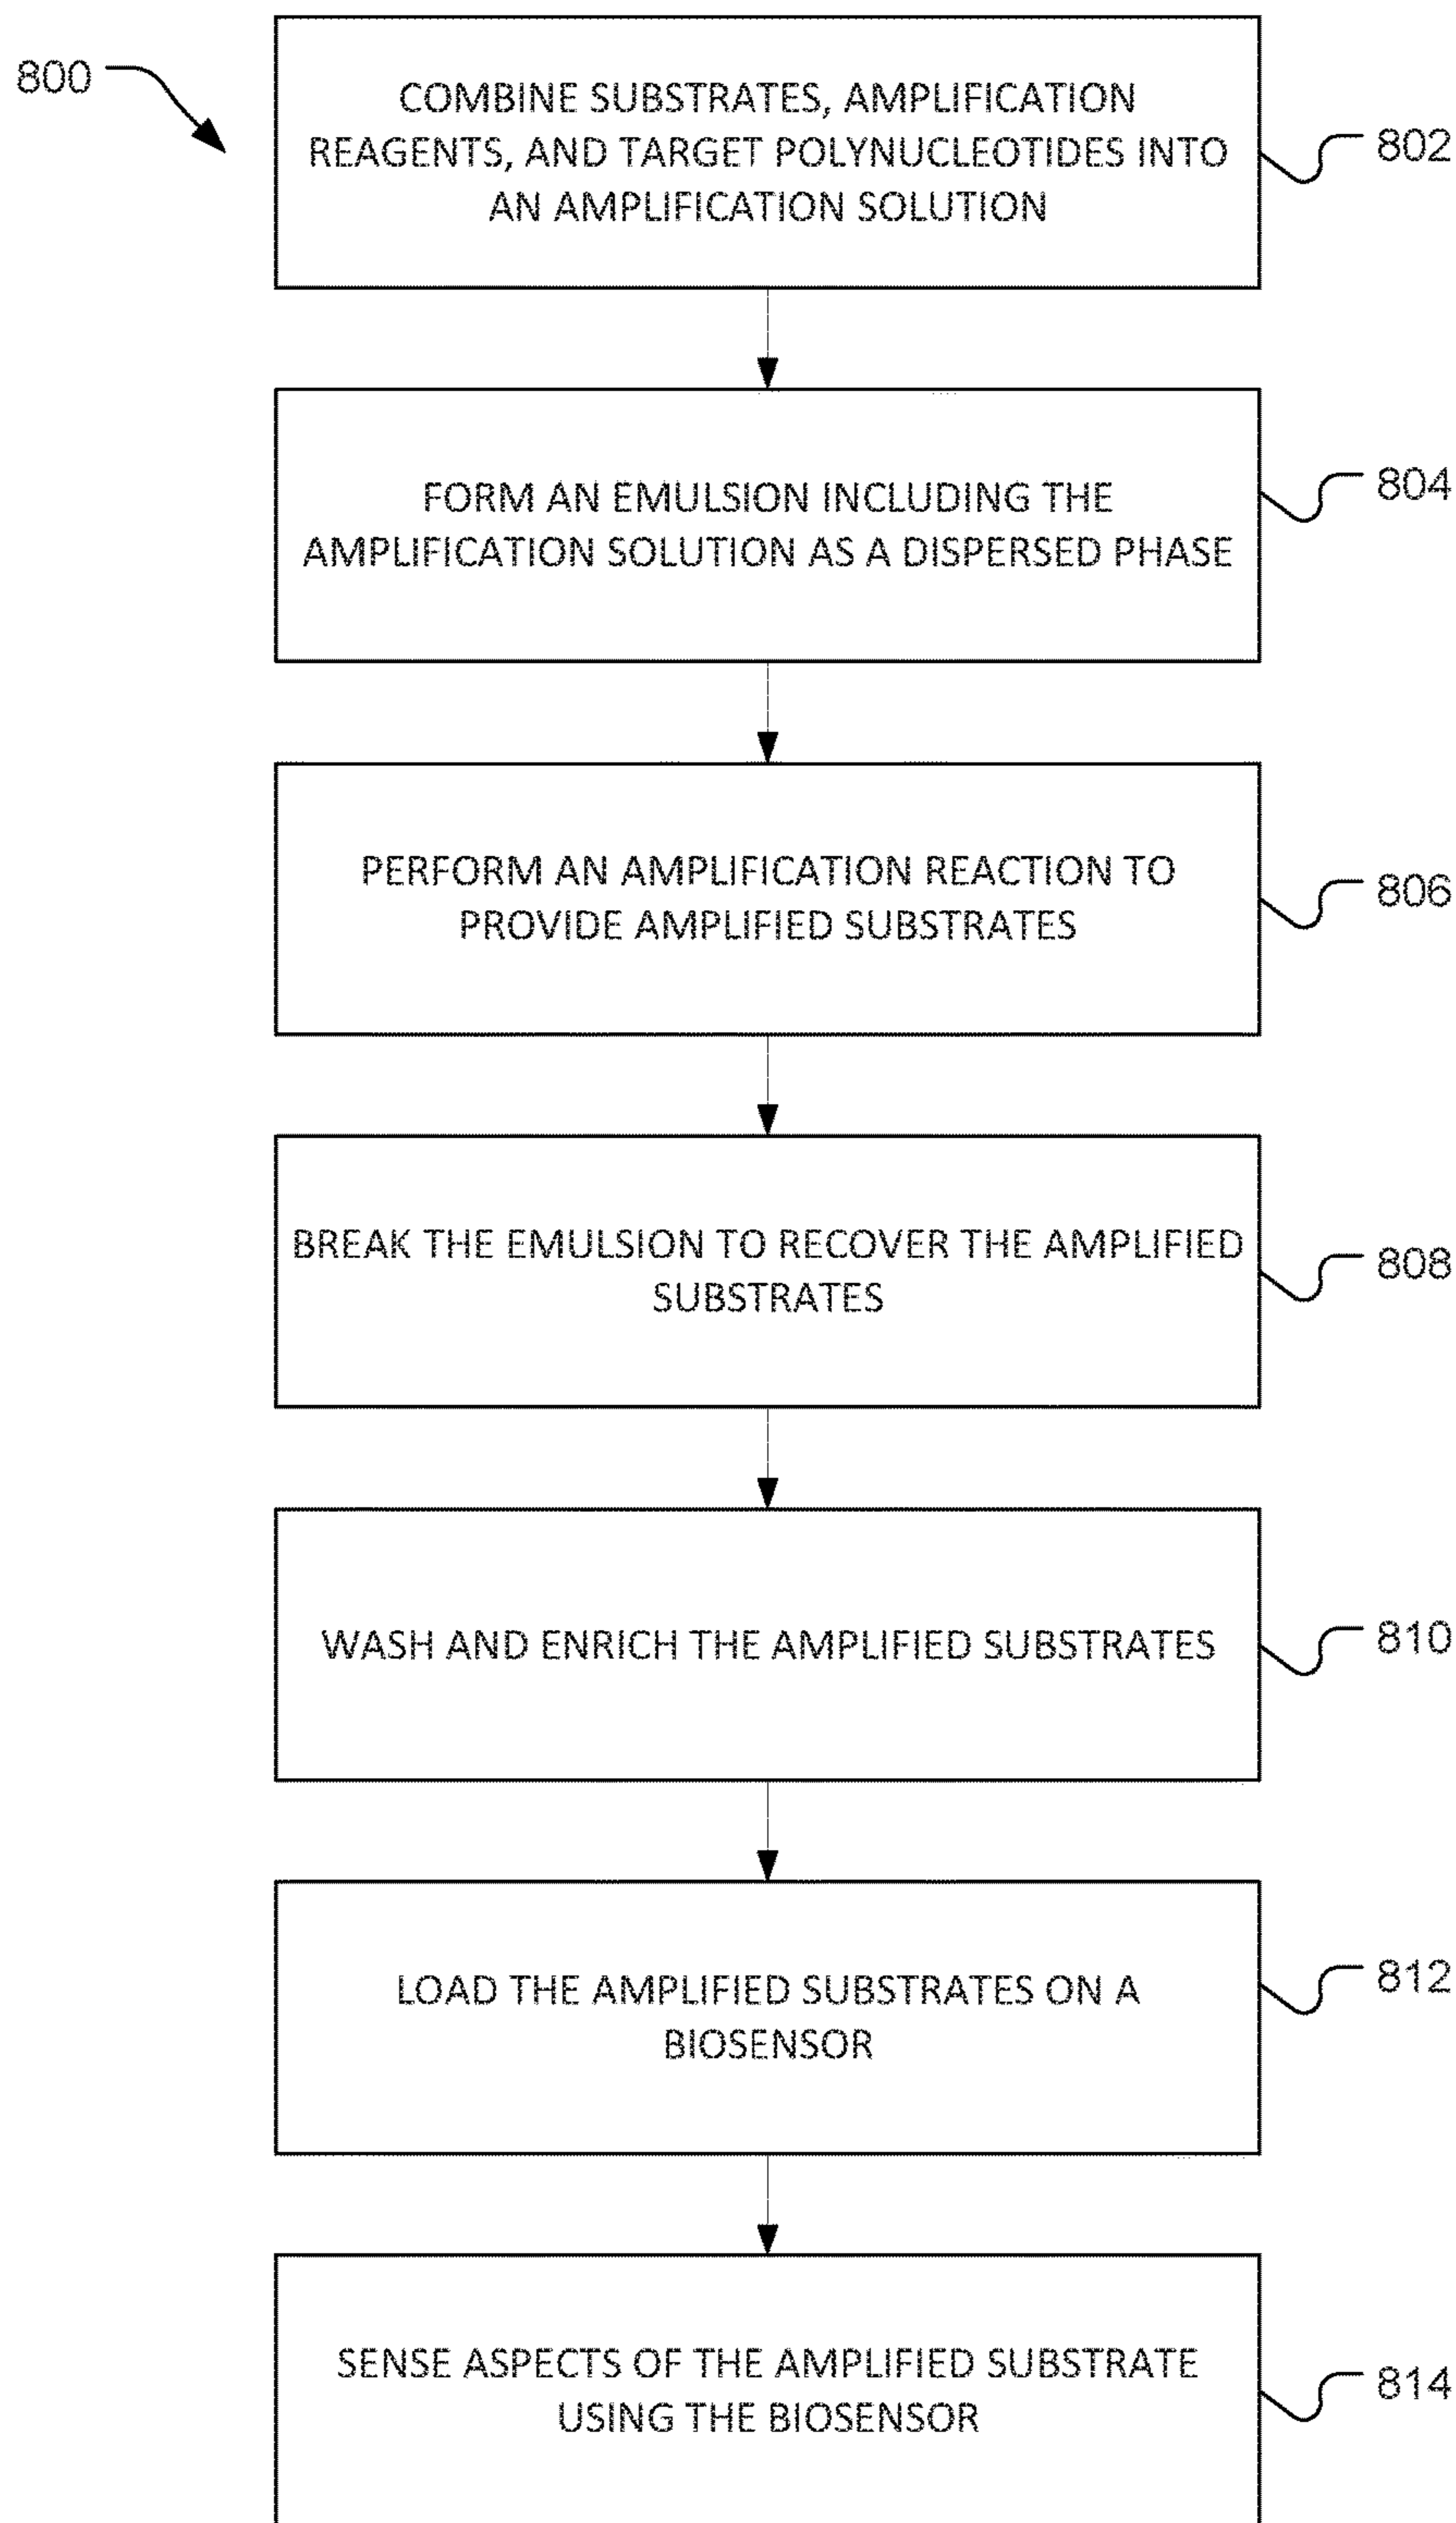 800
COMBINE SUBSTRATES, AMPLIFICATION
REAGENTS, AND TARGET POLYNUCLEOTIDES INTO
AN AMPLIFICATION SOLUTION
802
FORM AN EMULSION INCLUDING THE
AMPLIFICATION SOLUTION AS A DISPERSED PHASE
804
PERFORM AN AMPLIFICATION REACTION TO
PROVIDE AMPLIFIED SUBSTRATES
806
BREAK THE EMULSION TO RECOVER THE AMPLIFIED
SUBSTRATES
808
WASH AND ENRICH THE AMPLIFIED SUBSTRATES
810
LOAD THE AMPLIFIED SUBSTRATES ON A
BIOSENSOR
812
SENSE ASPECTS OF THE AMPLIFIED SUBSTRATE
USING THE BIOSENSOR
814